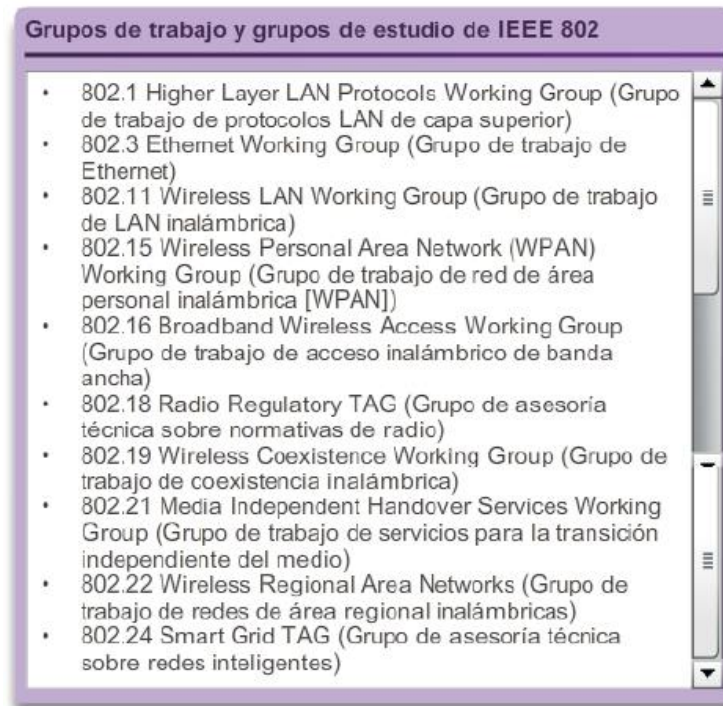 Grupos de trabajo y grupos de estudio de IEEE 802
• 802.1 Higher Layer LAN Protocols Working Group (Grupo
de trabajo de protocolos LAN de capa superior)
• 802.3 Ethernet Working Group (Grupo de trabajo de
Ethernet)
• 802.11 Wireless LAN Working Group (Grupo de trabajo
de LAN inalámbrica)
• 802.15 Wireless Personal Area Network (WPAN)
Working Group (Grupo de trabajo de red de área
personal inalámbrica [WPAN])
• 802.16 Broadband Wireless Access Working Group
(Grupo de trabajo de acceso inalámbrico de banda
ancha)
• 802.18 Radio Regulatory TAG (Grupo de asesoría
técnica sobre normativas de radio)
• 802.19 Wireless Coexistence Working Group (Grupo de
trabajo de coexistencia inalámbrica)
• 802.21 Media Independent Handover Services Working
Group (Grupo de trabajo de servicios para la transición
independiente del medio)
• 802.22 Wireless Regional Area Networks (Grupo de
trabajo de redes de área regional inalámbricas)
• 802.24 Smart Grid TAG (Grupo de asesoría técnica
sobre redes inteligentes)